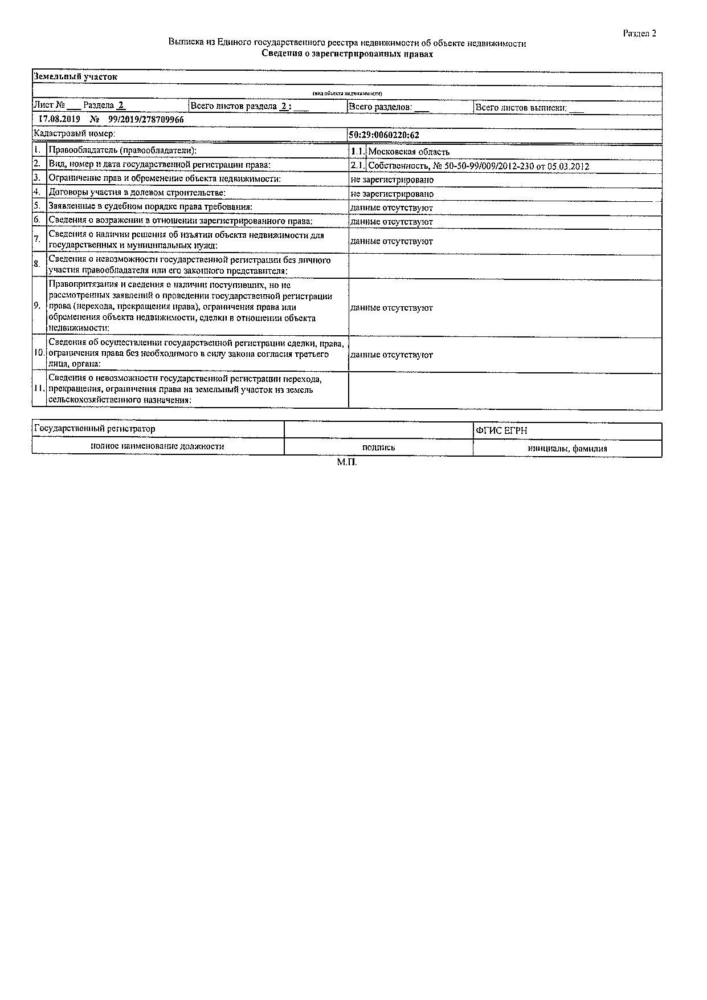 Раздел 2
Выписка из Единого государственного реестра недвижимости об объекте недвижимости
Сведения о зарегистрированных правах
Земельный участок
(вид объекта недвижимости)
Лист № ___ Раздела 2 Всего листов раздела 2 : ___ Всего разделов: ___ Всего листов выписки: ___
17.08.2019 № 99/2019/278709966
Кадастровый номер: 50:29:0060220:62
1. Правообладатель (правообладатели): 1.1. Московская область
2. Вид, номер и дата государственной регистрации права: 2.1. Собственность, № 50-50-99/009/2012-230 от 05.03.2012
3. Ограничение прав и обременение объекта недвижимости: не зарегистрировано
4. Договоры участия в долевом строительстве: не зарегистрировано
5. Заявленные в судебном порядке права требования: данные отсутствуют
6. Сведения о возражении в отношении зарегистрированного права: данные отсутствуют
7. Сведения о наличии решения об изъятии объекта недвижимости для
государственных и муниципальных нужд: данные отсутствуют
8. Сведения о невозможности государственной регистрации без личного
участия правообладателя или его законного представителя:
Правопритязания и сведения о наличии поступивших, но не
рассмотренных заявлений о проведении государственной регистрации
9. права (перехода, прекращения права), ограничения права или данные отсутствуют
обременения объекта недвижимости, сделки в отношении объекта
недвижимости:
Сведения об осуществлении государственной регистрации сделки, права,
10. ограничения права без необходимого в силу закона согласия третьего данные отсутствуют
лица, органа:
Сведения о невозможности государственной регистрации перехода,
11. прекращения, ограничения права на земельный участок из земель
сельскохозяйственного назначения:
Государственный регистратор ФГИС ЕГРН
полное наименование должности подпись инициалы, фамилия
М.П.